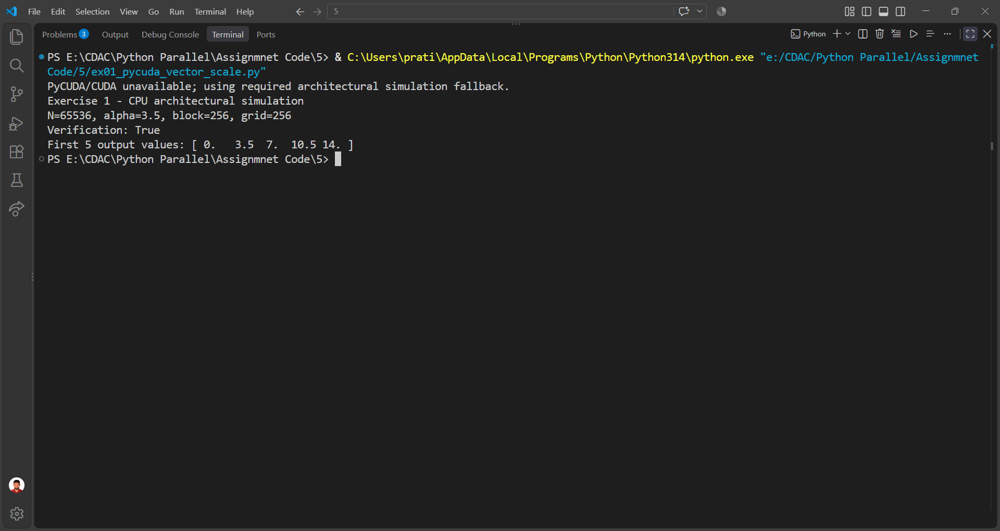 File Edit Selection View Go Run Terminal Help
5
Problems 3 Output Debug Console Terminal Ports
Python
PS E:\CDAC\Python Parallel\Assignmnet Code\5> & C:\Users\prati\AppData\Local\Programs\Python\Python314\python.exe "e:/CDAC/Python Parallel/Assignmnet
Code/5/ex01_pycuda_vector_scale.py"
PyCUDA/CUDA unavailable; using required architectural simulation fallback.
Exercise 1 - CPU architectural simulation
N=65536, alpha=3.5, block=256, grid=256
Verification: True
First 5 output values: [ 0.   3.5  7.  10.5 14. ]
PS E:\CDAC\Python Parallel\Assignmnet Code\5>